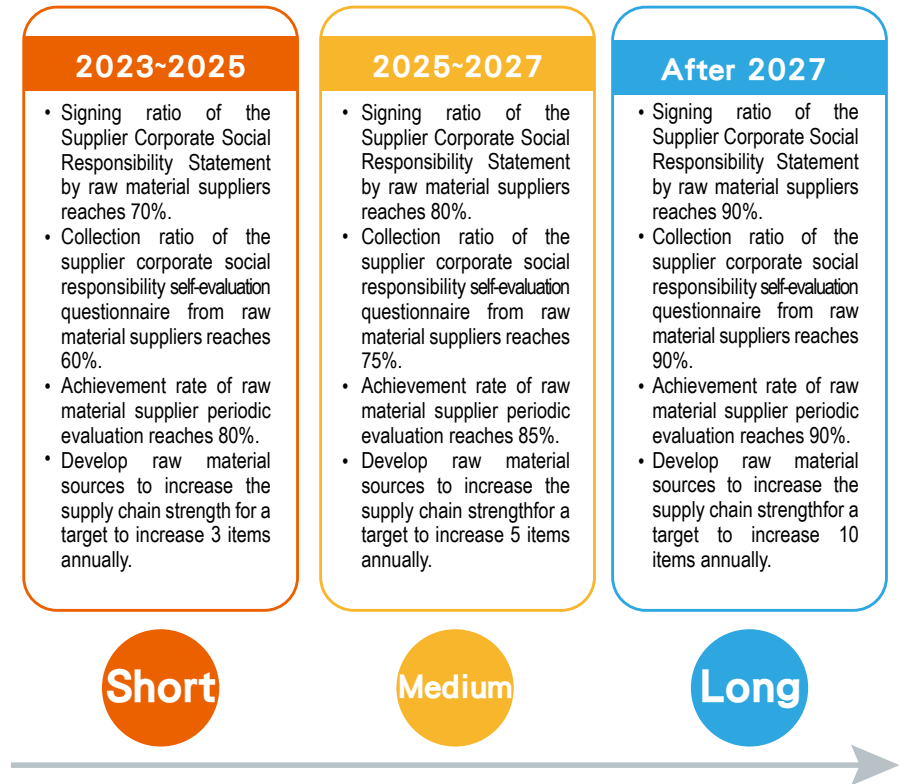 2023~2025
• Signing ratio of the
Supplier Corporate Social
Responsibility Statement
by raw material suppliers
reaches 70%.
• Collection ratio of the
supplier corporate social
responsibility self-evaluation
questionnaire from raw
material suppliers reaches
60%.
• Achievement rate of raw
material supplier periodic
evaluation reaches 80%.
• Develop raw material
sources to increase the
supply chain strength for a
target to increase 3 items
annually.
Short
2025~2027
• Signing ratio of the
Supplier Corporate Social
Responsibility Statement
by raw material suppliers
reaches 80%.
• Collection ratio of the
supplier corporate social
responsibility self-evaluation
questionnaire from raw
material suppliers reaches
75%.
• Achievement rate of raw
material supplier periodic
evaluation reaches 85%.
• Develop raw material
sources to increase the
supply chain strengthfor a
target to increase 5 items
annually.
Medium
After 2027
• Signing ratio of the
Supplier Corporate Social
Responsibility Statement
by raw material suppliers
reaches 90%.
• Collection ratio of the
supplier corporate social
responsibility self-evaluation
questionnaire from raw
material suppliers reaches
90%.
• Achievement rate of raw
material supplier periodic
evaluation reaches 90%.
• Develop raw material
sources to increase the
supply chain strengthfor a
target to increase 10
items annually.
Long